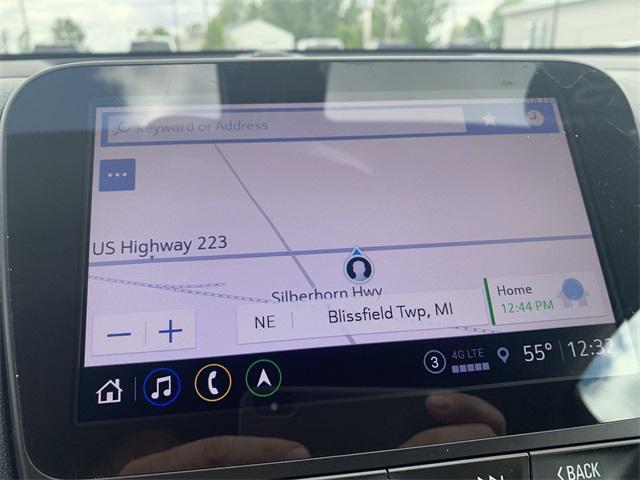 Keyword or Address
US Highway 223
Silberhorn Hwy
NE Blissfield Twp, MI
Home
12:44 PM
3 4G LTE 55° 12:32
BACK